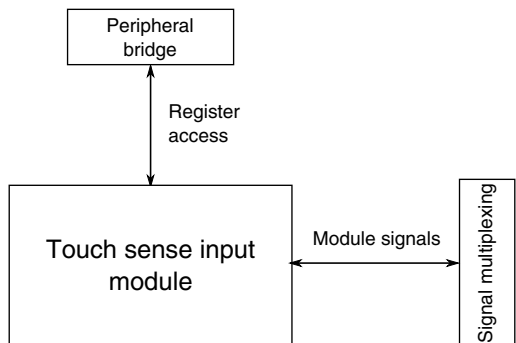 Peripheral
bridge
Register
access
Touch sense input
module
Module signals
Signal multiplexing